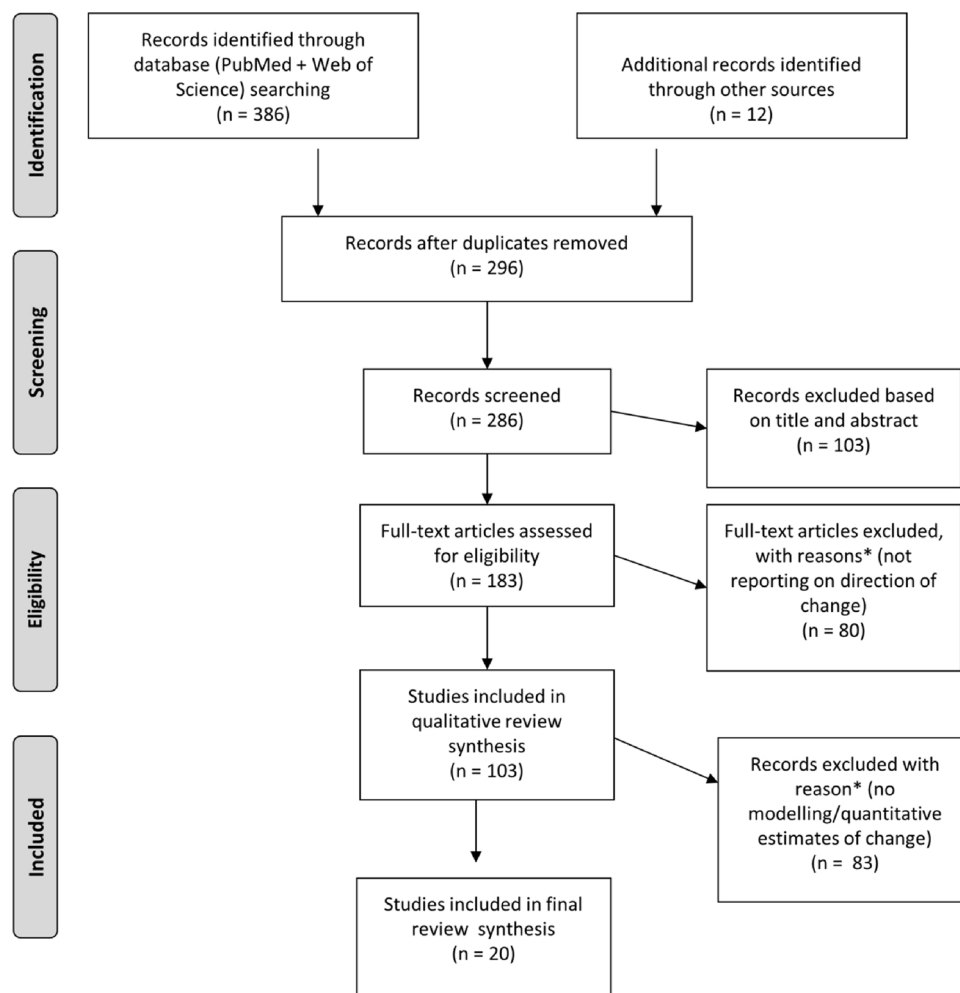 Identification
Records identified through
database (PubMed + Web of
Science) searching
(n = 386)
Additional records identified
through other sources
(n = 12)
Records after duplicates removed
(n = 296)
Screening
Records screened
(n = 286)
Records excluded based
on title and abstract
(n = 103)
Eligibility
Full-text articles assessed
for eligibility
(n = 183)
Full-text articles excluded,
with reasons* (not
reporting on direction of
change)
(n = 80)
Studies included in
qualitative review
synthesis
(n = 103)
Included
Records excluded with
reason* (no
modelling/quantitative
estimates of change)
(n = 83)
Studies included in final
review synthesis
(n = 20)